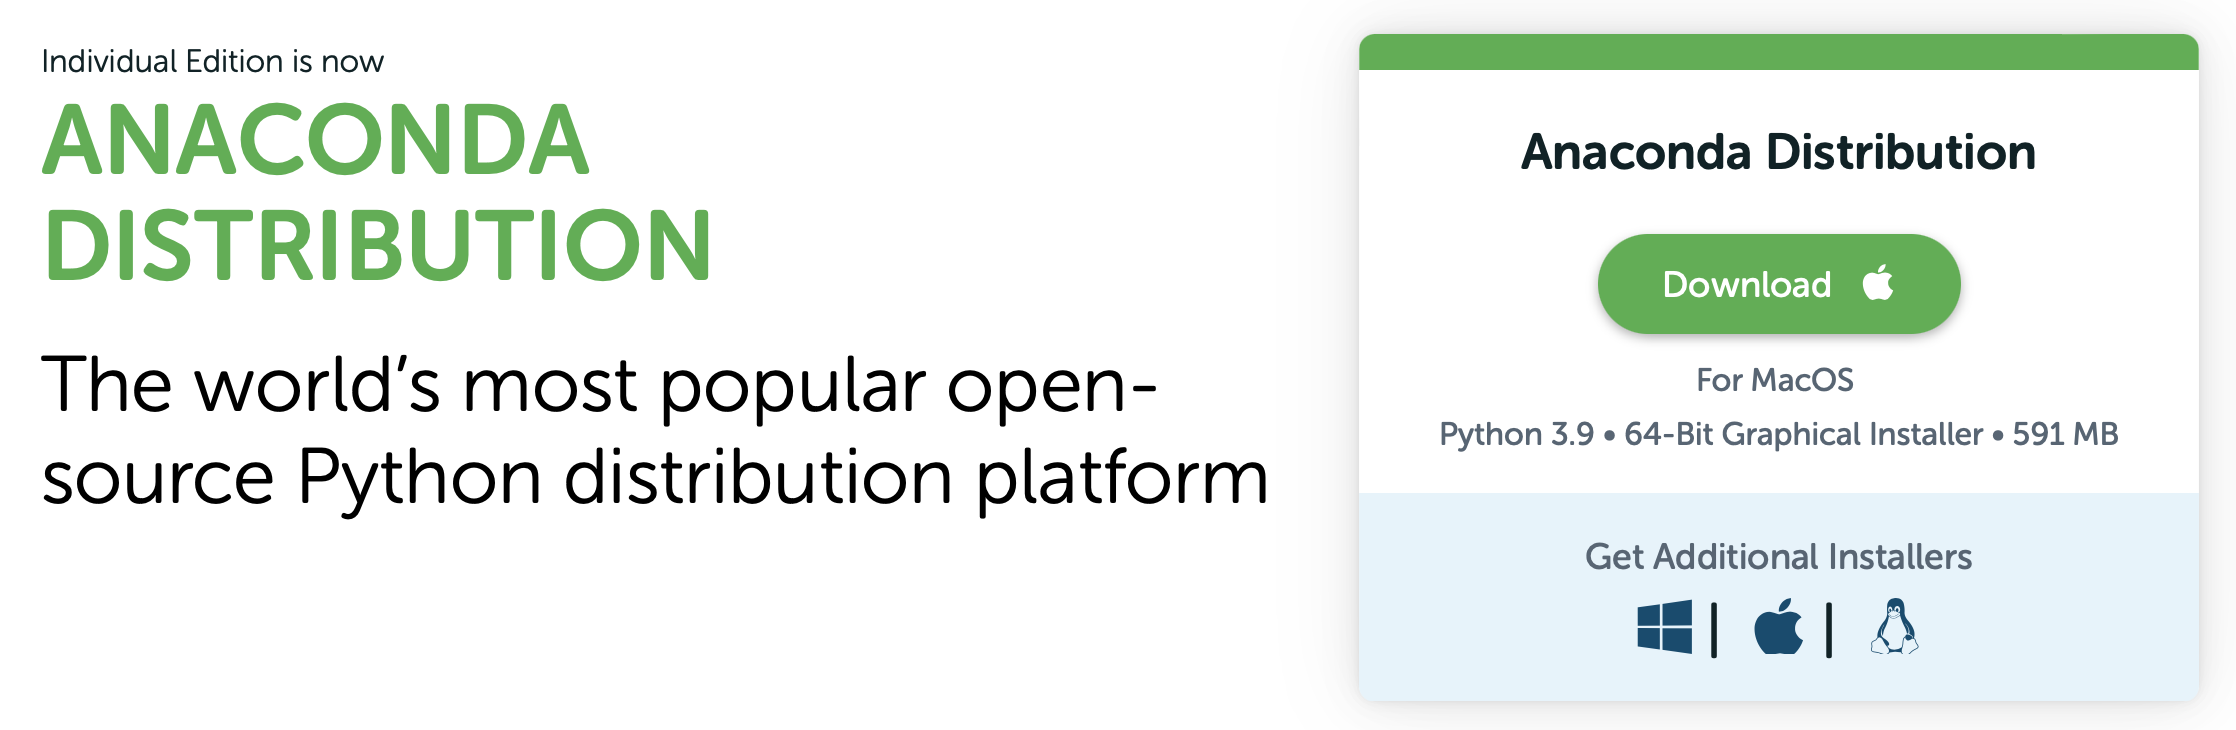 Individual Edition is now
ANACONDA
DISTRIBUTION
The world’s most popular open-
source Python distribution platform
Anaconda Distribution
Download
For MacOS
Python 3.9 • 64-Bit Graphical Installer • 591 MB
Get Additional Installers